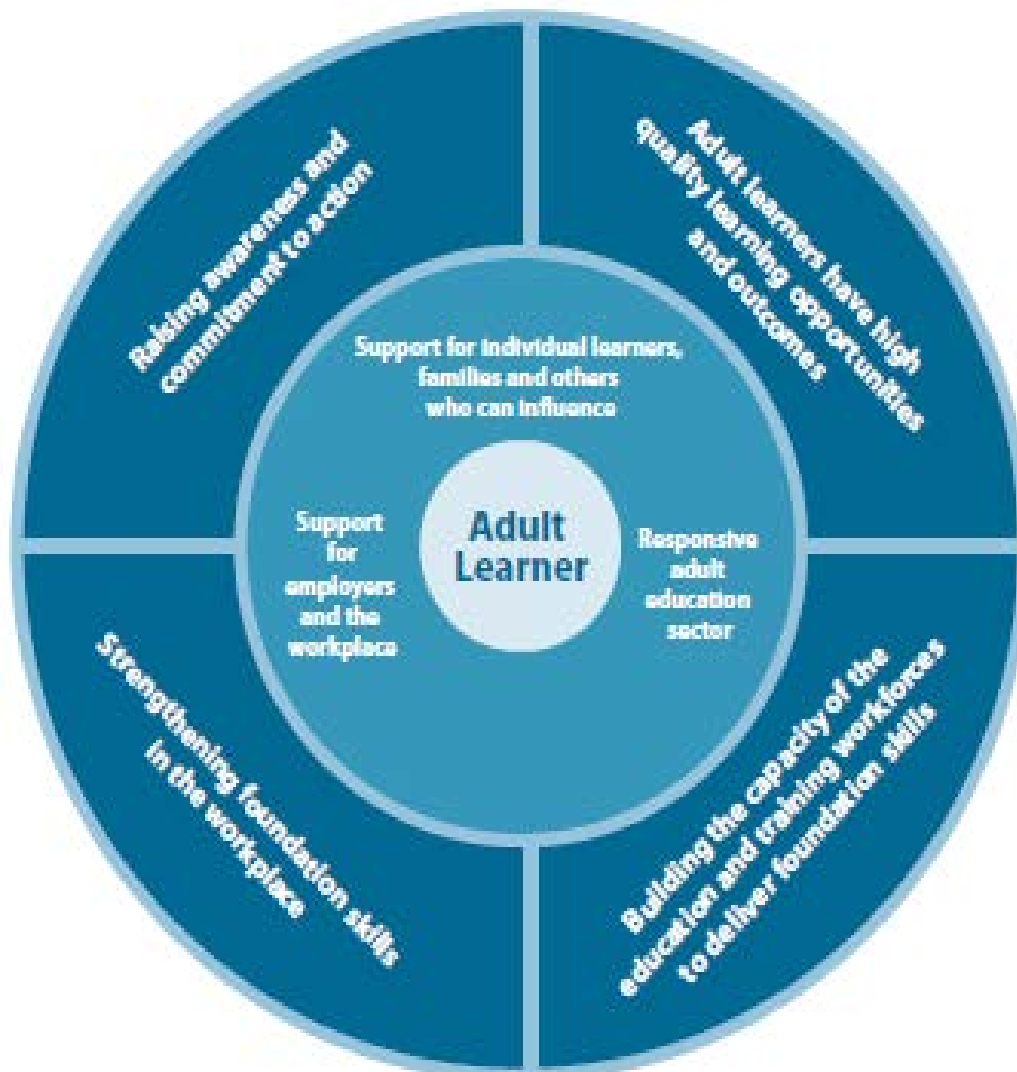 Raising awareness and
commitment to action
Adult learners have high
quality learning opportunities
and outcomes
Support for individual learners,
families and others
who can influence
Support
for
employers
and the
workplace
Adult
Learner
Responsive
adult
education
sector
Strengthening foundation skills
in the workplace
Building the capacity of the
education and training workforces
to deliver foundation skills